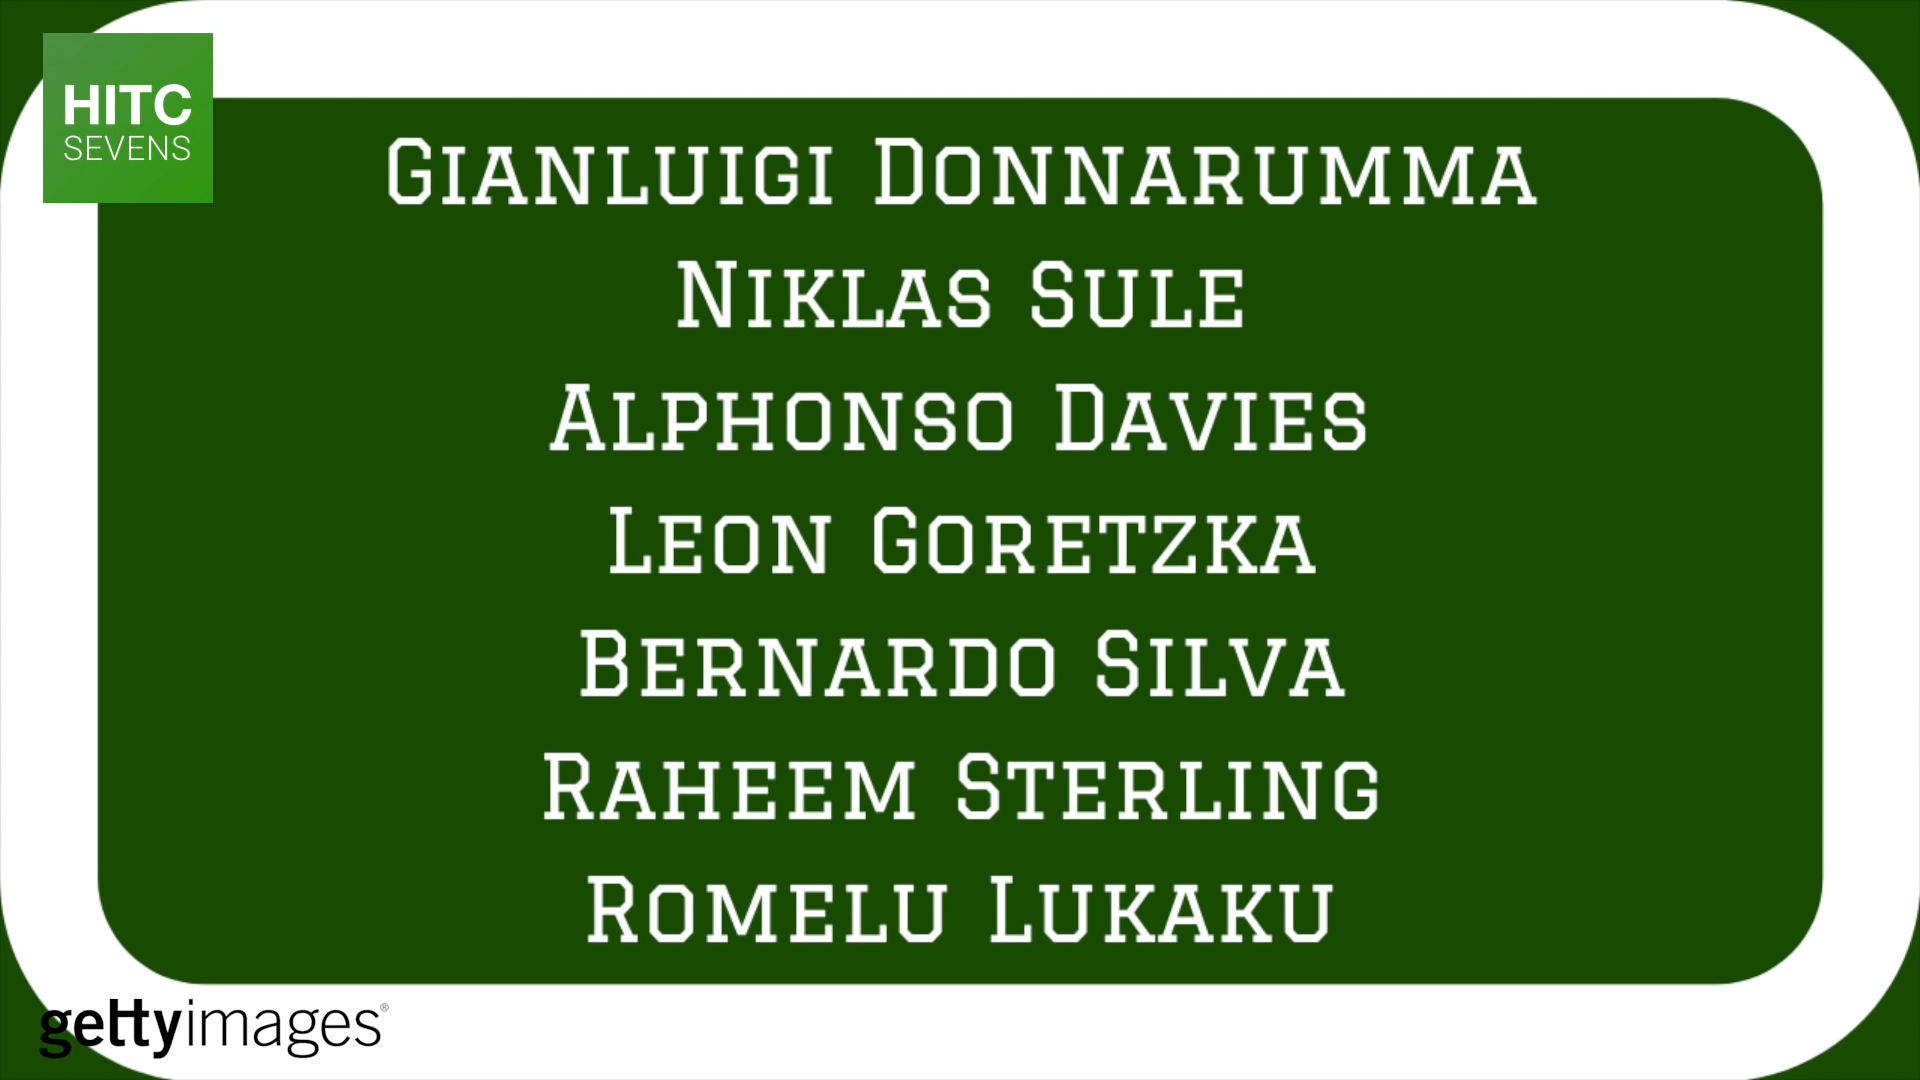 HITC
SEVENS
Gianluigi Donnarumma
Niklas Sule
Alphonso Davies
Leon Goretzka
Bernardo Silva
Raheem Sterling
Romelu Lukaku
gettyimages®